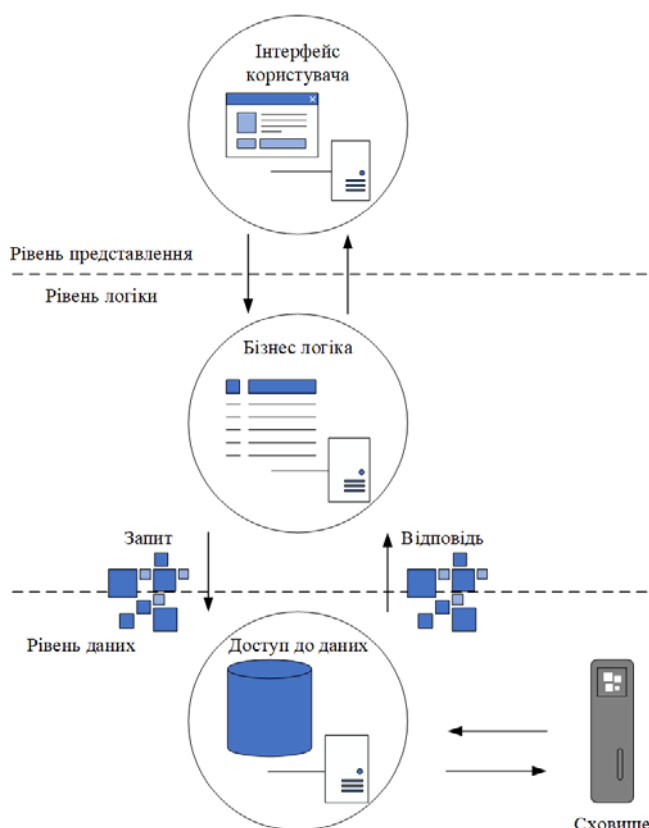 Інтерфейс
користувача
Рівень представлення
Рівень логіки
Бізнес логіка
Запит
Відповідь
Рівень даних
Доступ до даних
Сховище